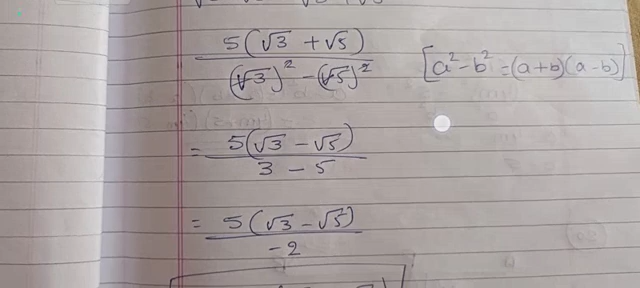 5(√3 + √5)
(√3)² - (√5)² [a² - b² = (a+b)(a-b)]
= 5(√3 - √5)
3 - 5
= 5(√3 - √5)
-2